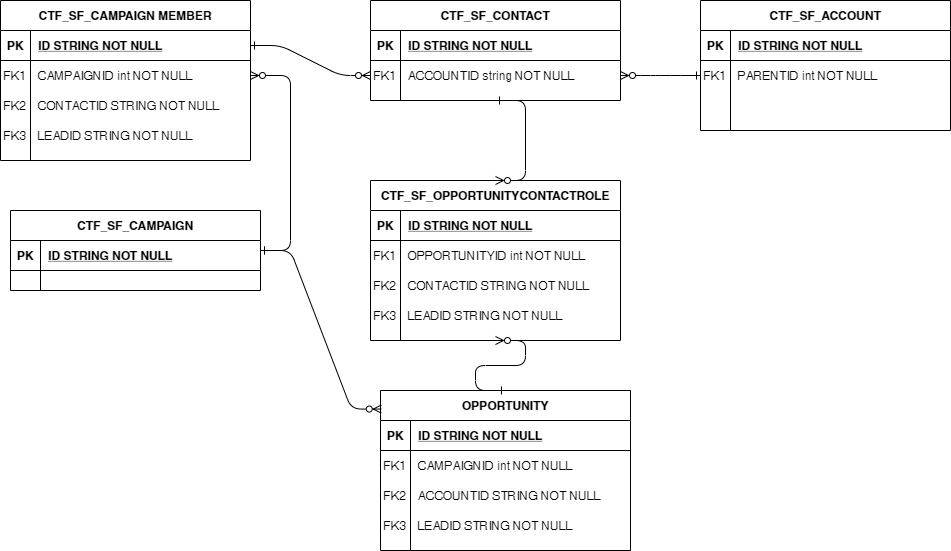 CTF_SF_CAMPAIGN MEMBER
PK ID STRING NOT NULL
FK1 CAMPAIGNID int NOT NULL
FK2 CONTACTID STRING NOT NULL
FK3 LEADID STRING NOT NULL
CTF_SF_CONTACT
PK ID STRING NOT NULL
FK1 ACCOUNTID string NOT NULL
CTF_SF_ACCOUNT
PK ID STRING NOT NULL
FK1 PARENTID int NOT NULL
CTF_SF_CAMPAIGN
PK ID STRING NOT NULL
CTF_SF_OPPORTUNITYCONTACTROLE
PK ID STRING NOT NULL
FK1 OPPORTUNITYID int NOT NULL
FK2 CONTACTID STRING NOT NULL
FK3 LEADID STRING NOT NULL
OPPORTUNITY
PK ID STRING NOT NULL
FK1 CAMPAIGNID int NOT NULL
FK2 ACCOUNTID STRING NOT NULL
FK3 LEADID STRING NOT NULL